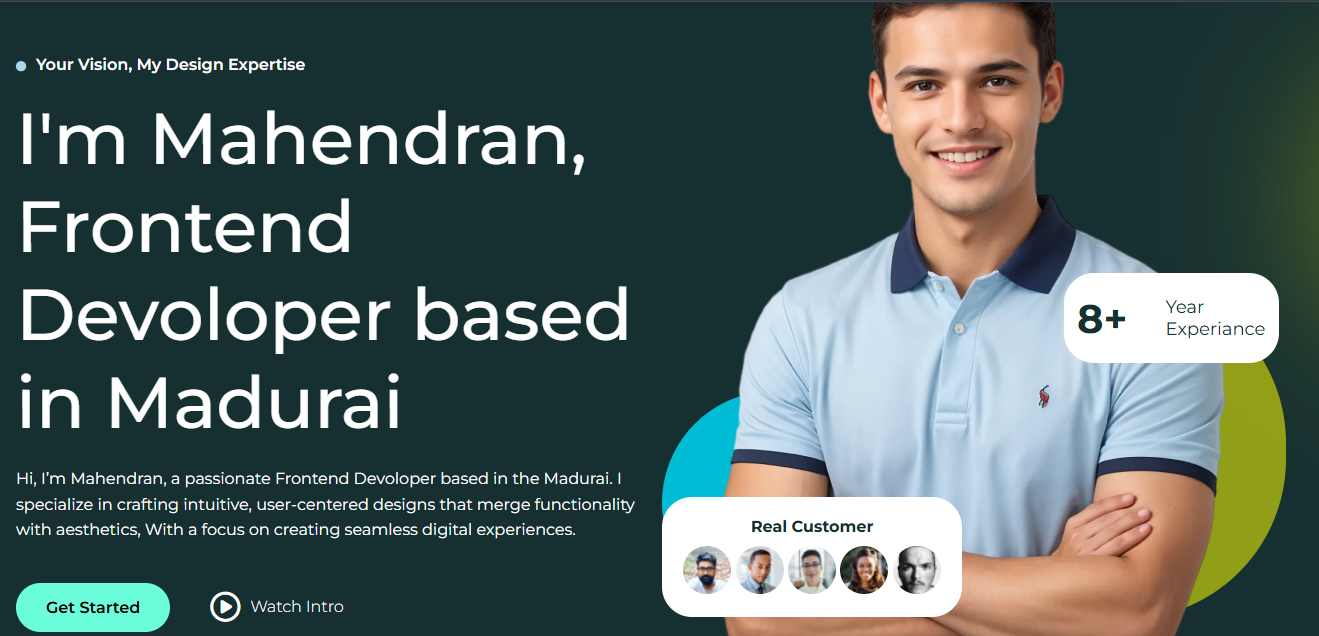 Your Vision, My Design Expertise
I'm Mahendran,
Frontend
Devoloper based
in Madurai
Hi, I'm Mahendran, a passionate Frontend Devoloper based in the Madurai. I
specialize in crafting intuitive, user-centered designs that merge functionality
with aesthetics, With a focus on creating seamless digital experiences.
Get Started
Watch Intro
8+
Year
Experiance
Real Customer